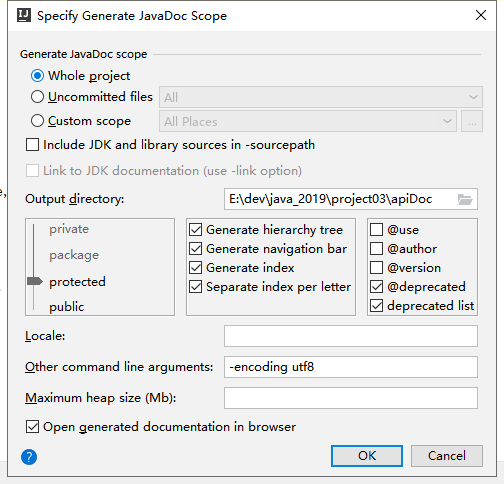 IJ Specify Generate JavaDoc Scope
Generate JavaDoc scope
Whole project
Uncommitted files All
Custom scope All Places ...
Include JDK and library sources in -sourcepath
Link to JDK documentation (use -link option)
Output directory: E:\dev\java_2019\project03\apiDoc
private Generate hierarchy tree @use
package Generate navigation bar @author
protected Generate index @version
public Separate index per letter @deprecated
deprecated list
Locale:
Other command line arguments: -encoding utf8
Maximum heap size (Mb):
Open generated documentation in browser
? OK Cancel